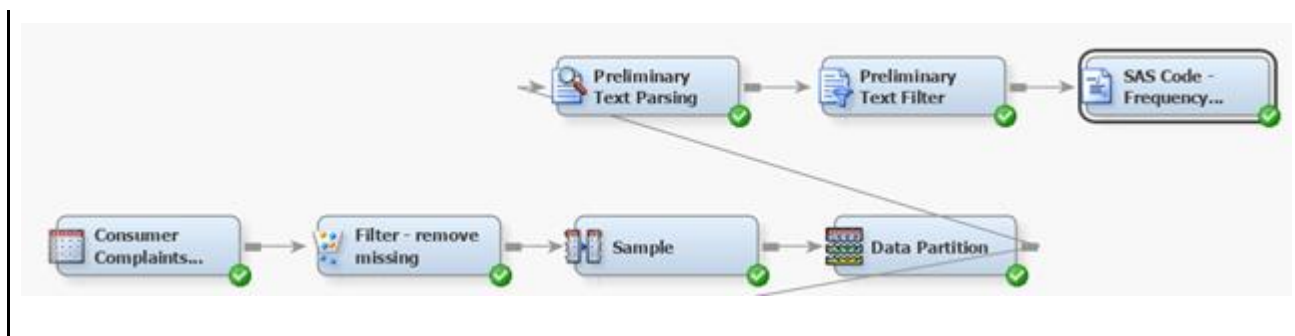 Preliminary
Text Parsing
Preliminary
Text Filter
SAS Code -
Frequency...
Consumer
Complaints...
Filter - remove
missing
Sample
Data Partition